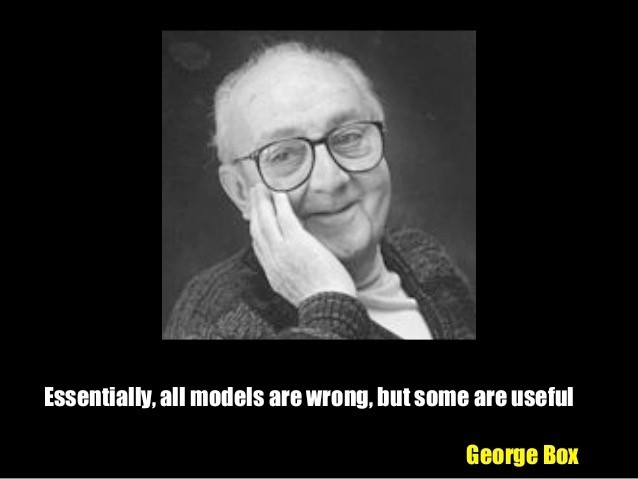 Essentially, all models are wrong, but some are useful
George Box